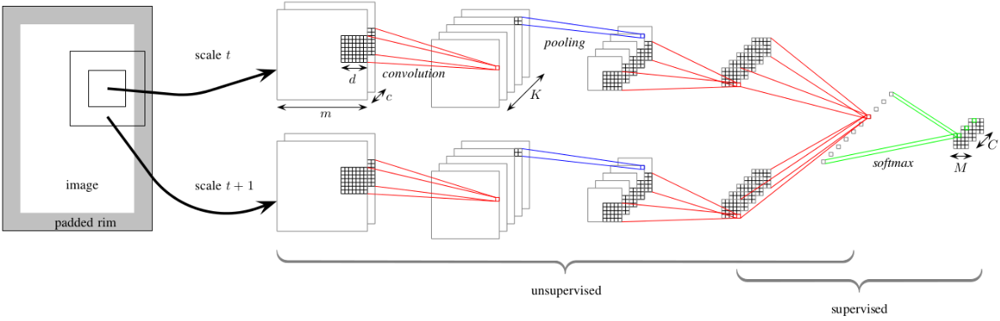 scale t
d
convolution
c
m
pooling
K
image
padded rim
scale t + 1
softmax
M
C
unsupervised
supervised